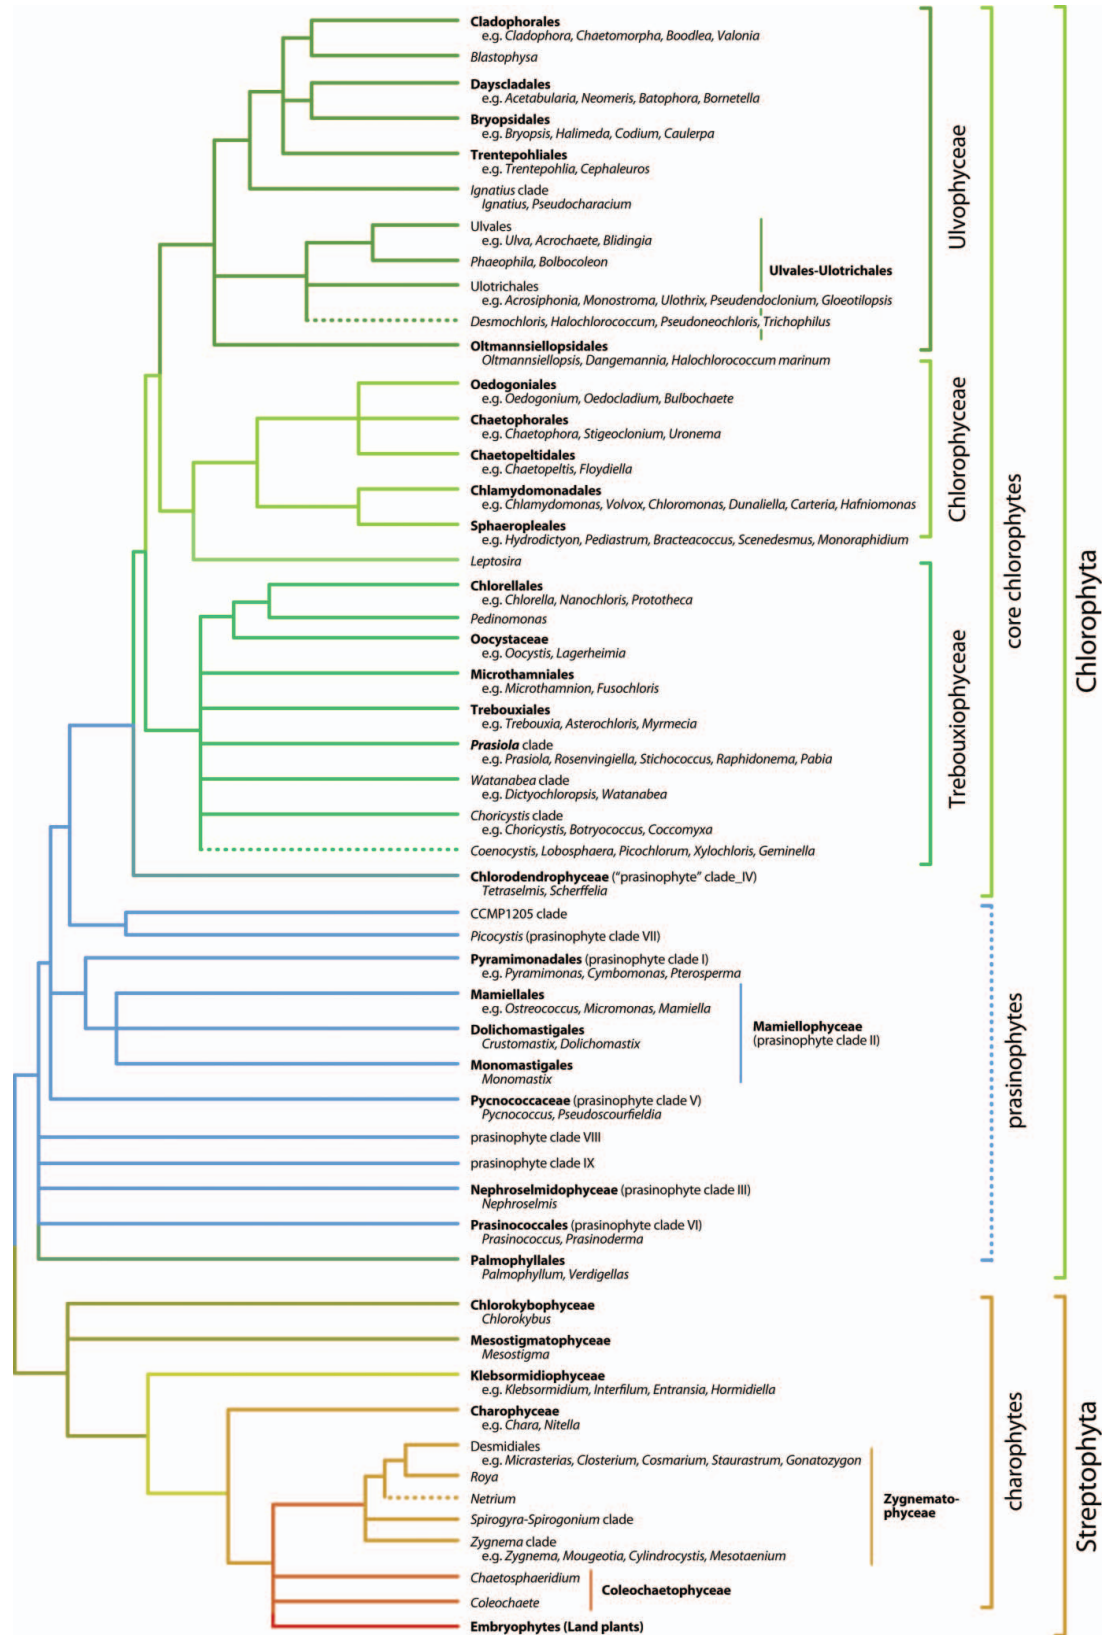 Cladophorales
e.g. Cladophora, Chaetomorpha, Boodlea, Valonia
Blastophysa
Dayscladales
e.g. Acetabularia, Neomeris, Batophora, Bornetella
Bryopsidales
e.g. Bryopsis, Halimeda, Codium, Caulerpa
Trentepohliales
e.g. Trentepohlia, Cephaleuros
Ignatius clade
Ignatius, Pseudocharacium
Ulvales
e.g. Ulva, Acrochaete, Blidingia
Phaeophila, Bolbocoleon
Ulvales-Ulotrichales
Ulotrichales
e.g. Acrosiphonia, Monostroma, Ulothrix, Pseudendoclonium, Gloeotilopsis
Desmochloris, Halochlorococcum, Pseudoneochloris, Trichophilus
Oltmannsiellopsidales
Oltmannsiellopsis, Dangemannia, Halochlorococcum marinum
Ulvophyceae
Oedogoniales
e.g. Oedogonium, Oedocladium, Bulbochaete
Chaetophorales
e.g. Chaetophora, Stigeoclonium, Uronema
Chaetopeltidales
e.g. Chaetopeltis, Floydiella
Chlamydomonadales
e.g. Chlamydomonas, Volvox, Chloromonas, Dunaliella, Carteria, Hafniomonas
Sphaeropleales
e.g. Hydrodictyon, Pediastrum, Bracteacoccus, Scenedesmus, Monoraphidium
Chlorophyceae
Leptosira
Chlorellales
e.g. Chlorella, Nanochloris, Prototheca
Pedinomonas
Oocystaceae
e.g. Oocystis, Lagerheimia
Microthamniales
e.g. Microthamnion, Fusochloris
Trebouxiales
e.g. Trebouxia, Asterochloris, Myrmecia
Prasiola clade
e.g. Prasiola, Rosenvingiella, Stichococcus, Raphidonema, Pabia
Watanabea clade
e.g. Dictyochloropsis, Watanabea
Choricystis clade
e.g. Choricystis, Botryococcus, Coccomyxa
Coenocystis, Lobosphaera, Picochlorum, Xylochloris, Geminella
Trebouxiophyceae
Chlorodendrophyceae ("prasinophyte" clade_IV)
Tetraselmis, Scherffelia
core chlorophytes
CCMP1205 clade
Picocystis (prasinophyte clade VII)
Pyramimonadales (prasinophyte clade I)
e.g. Pyramimonas, Cymbomonas, Pterosperma
Mamiellales
e.g. Ostreococcus, Micromonas, Mamiella
Dolichomastigales
Crustomastix, Dolichomastix
Monomastigales
Monomastix
Mamiellophyceae
(prasinophyte clade II)
Pycnococcaceae (prasinophyte clade V)
Pycnococcus, Pseudoscourfieldia
prasinophyte clade VIII
prasinophyte clade IX
Nephroselmidophyceae (prasinophyte clade III)
Nephroselmis
Prasinococcales (prasinophyte clade VI)
Prasinococcus, Prasinoderma
Palmophyllales
Palmophyllum, Verdigellas
prasinophytes
Chlorophyta
Chlorokybophyceae
Chlorokybus
Mesostigmatophyceae
Mesostigma
Klebsormidiophyceae
e.g. Klebsormidium, Interfilum, Entransia, Hormidiella
Charophyceae
e.g. Chara, Nitella
Desmidiales
e.g. Micrasterias, Closterium, Cosmarium, Staurastrum, Gonatozygon
Roya
Netrium
Spirogyra-Spirogonium clade
Zygnema clade
e.g. Zygnema, Mougeotia, Cylindrocystis, Mesotaenium
Zygnemato-
phyceae
Chaetosphaeridium
Coleochaete
Coleochaetophyceae
charophytes
Embryophytes (Land plants)
Streptophyta